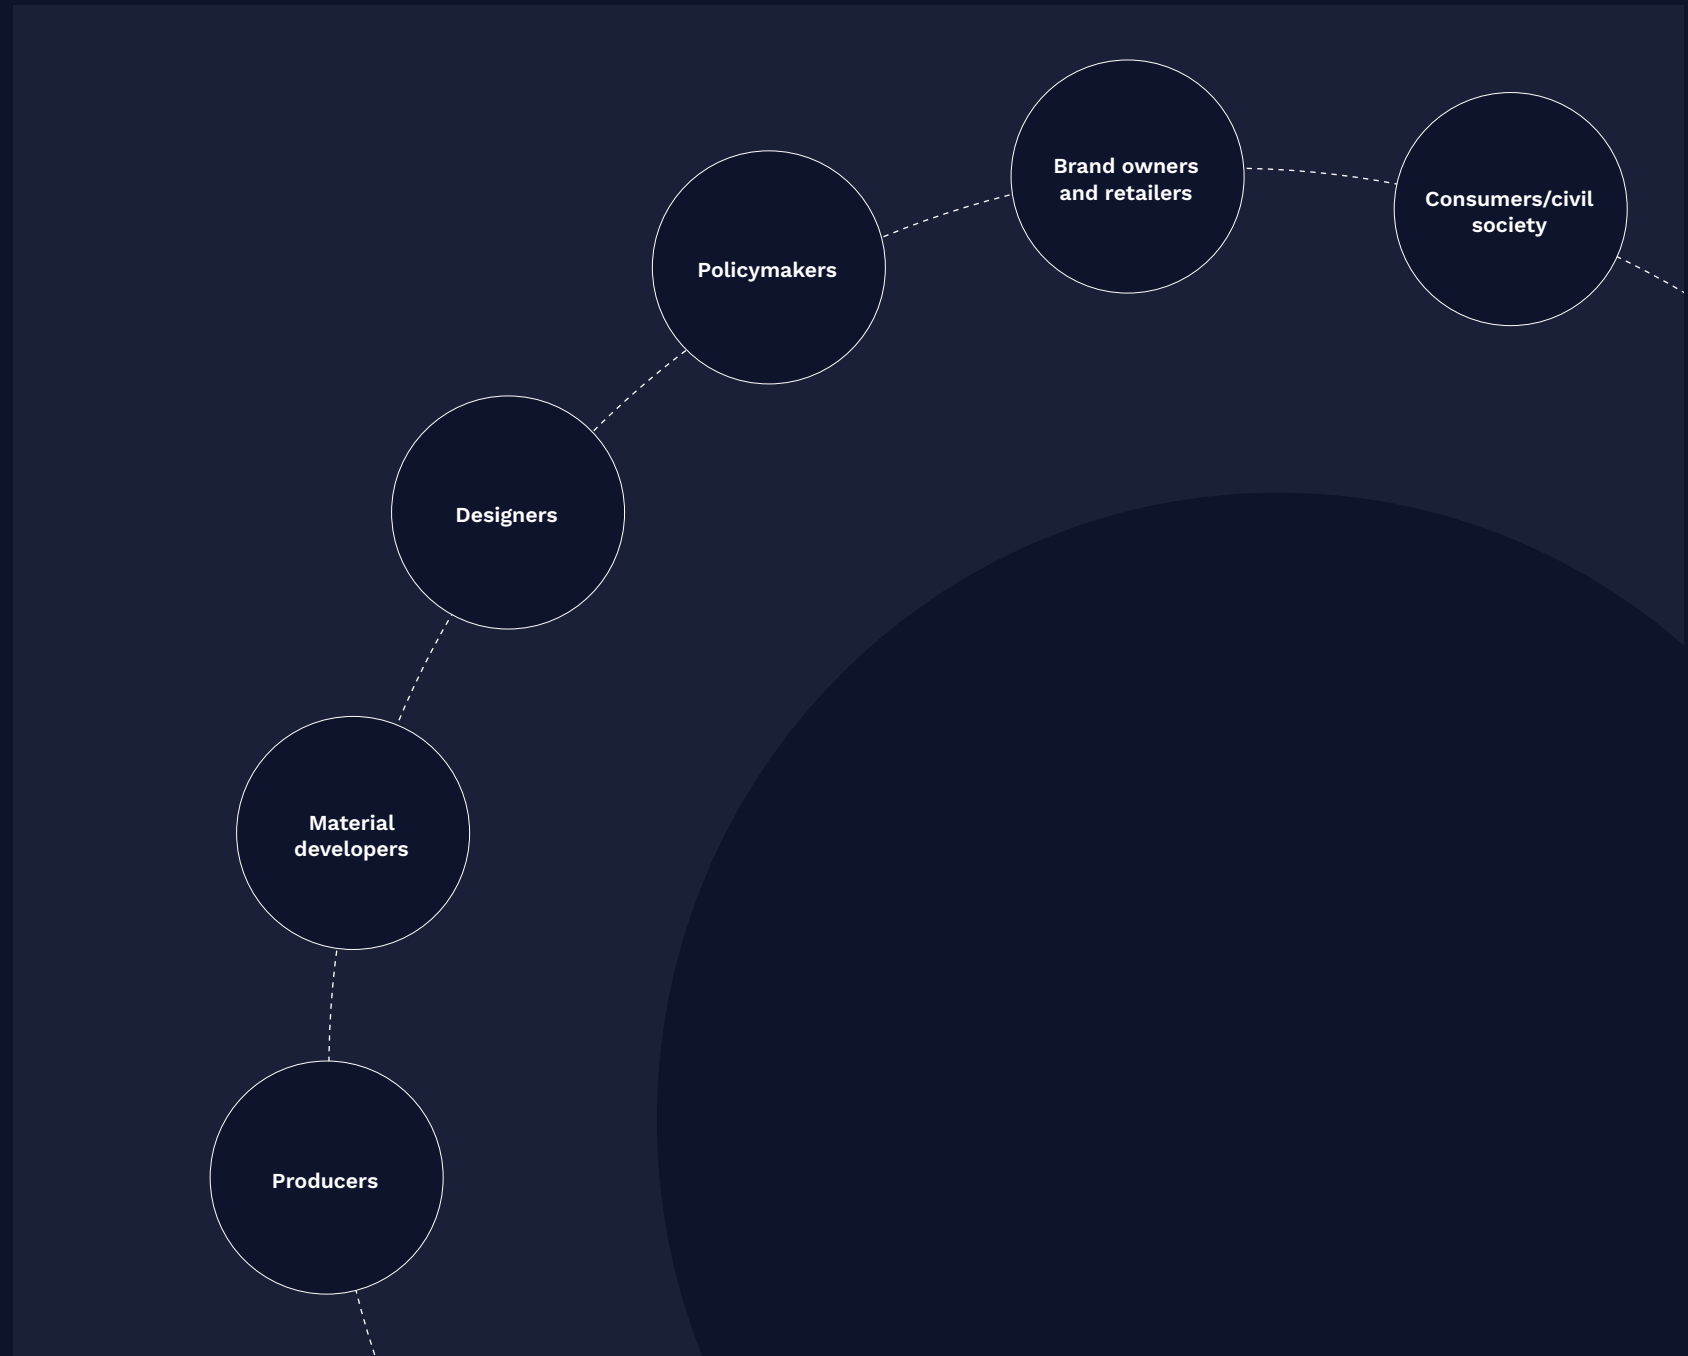 Brand owners
and retailers
Consumers/civil
society
Policymakers
Designers
Material
developers
Producers